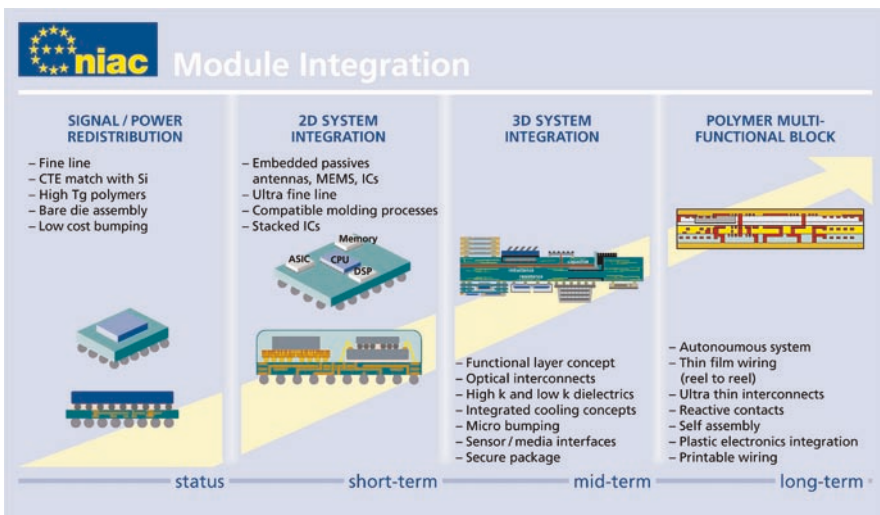 eniac
Module Integration
SIGNAL / POWER
REDISTRIBUTION
– Fine line
– CTE match with Si
– High Tg polymers
– Bare die assembly
– Low cost bumping
2D SYSTEM
INTEGRATION
– Embedded passives
antennas, MEMS, ICs
– Ultra fine line
– Compatible molding processes
– Stacked ICs
Memory
ASIC
CPU
DSP
3D SYSTEM
INTEGRATION
– Functional layer concept
– Optical interconnects
– High k and low k dielectrics
– Integrated cooling concepts
– Micro bumping
– Sensor / media interfaces
– Secure package
POLYMER MULTI-
FUNCTIONAL BLOCK
– Autonoumous system
– Thin film wiring
(reel to reel)
– Ultra thin interconnects
– Reactive contacts
– Self assembly
– Plastic electronics integration
– Printable wiring
status
short-term
mid-term
long-term